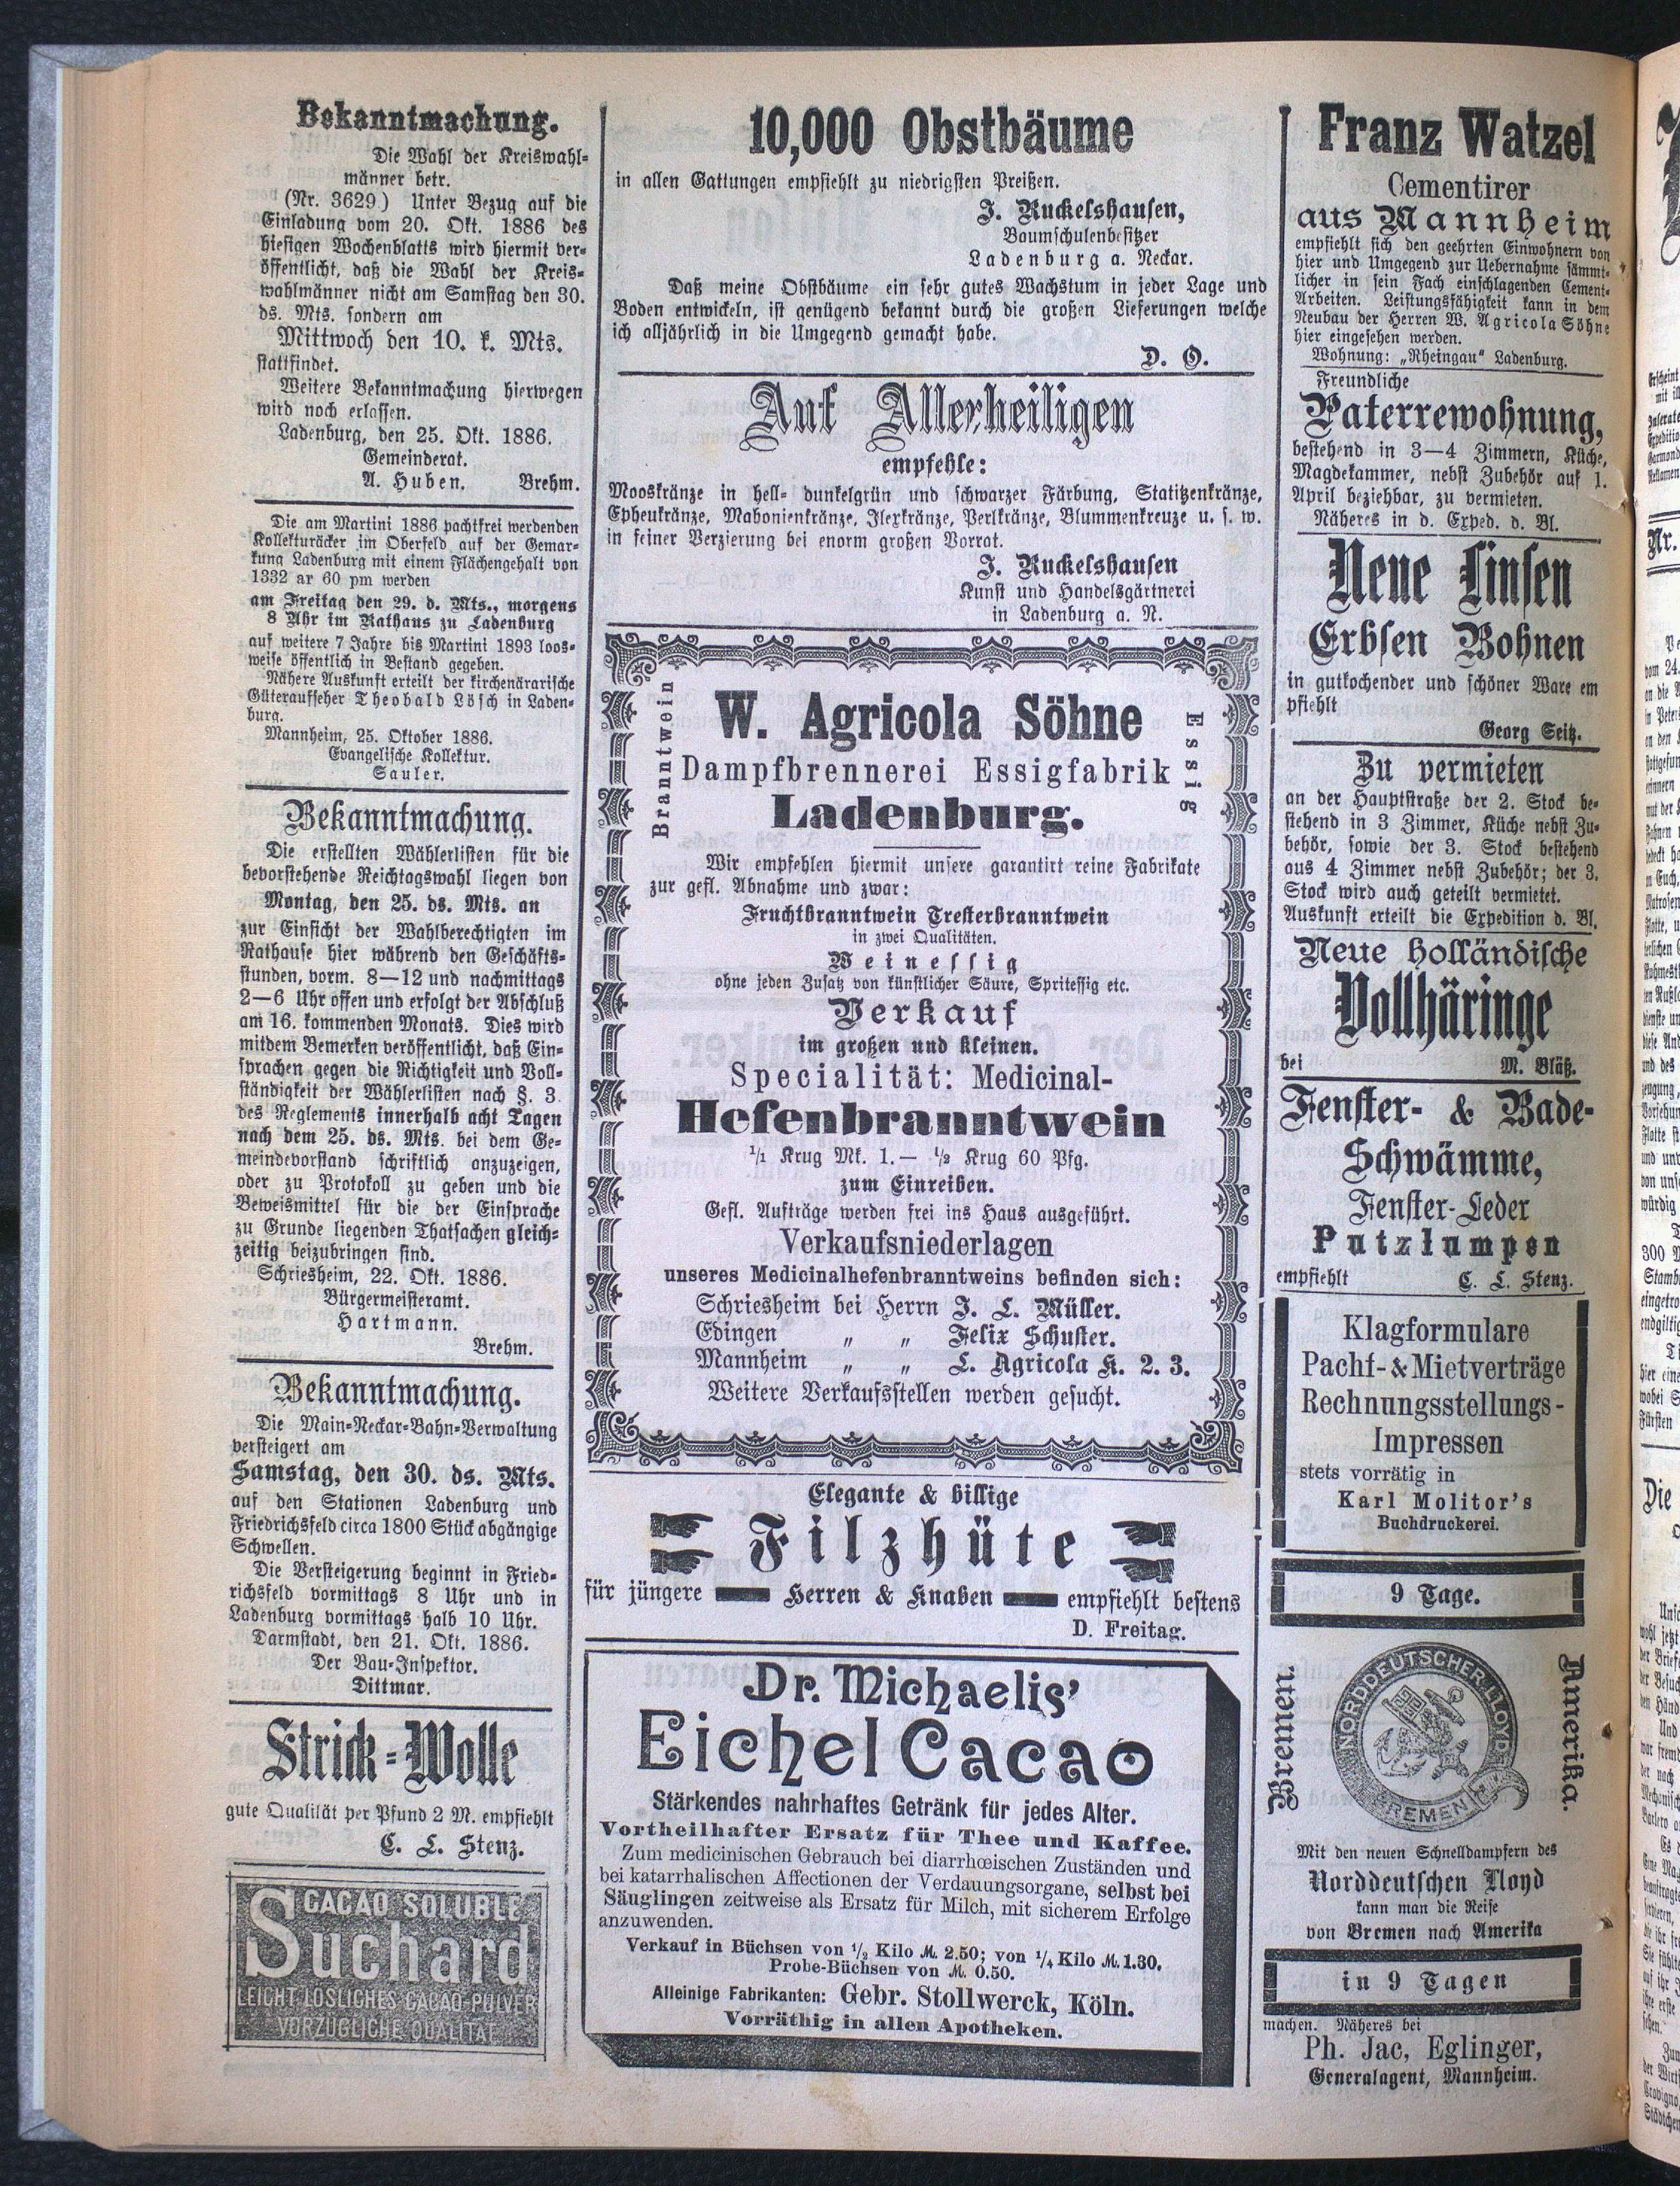 Bekanntmachung.
Die Wahl der Kreiswahl-
männer betr.
(Nr. 3629.) Unter Bezug auf die
Einladung vom 20. Okt. 1886 des
hiesigen Wochenblatts wird hiermit ver-
öffentlicht, daß die Wahl der Kreis-
wahlmänner nicht am Samstag den 30.
ds. Mts. sondern am
Mittwoch den 10. k. Mts.
stattfindet.
Weitere Bekanntmachung hierwegen
wird noch erlassen.
Ladenburg, den 25. Okt. 1886.
Gemeinderat.
A. Huben. Brehm.
Die am Martini 1886 pachtfrei werdenden
Kollekturäcker im Oberfeld auf der Gemar-
kung Ladenburg mit einem Flächengehalt von
1332 ar 60 pm werden
am Freitag den 29. d. Mts., morgens
8 Uhr im Rathaus zu Ladenburg
auf weitere 7 Jahre bis Martini 1893 loos-
weise öffentlich in Bestand gegeben.
Nähere Auskunft erteilt der kirchenärarische
Güteraufseher Theobald Lösch in Laden-
burg.
Mannheim, 25. Oktober 1886.
Evangelische Kollektur.
Sauler.
Bekanntmachung.
Die erstellten Wählerlisten für die
bevorstehende Reichtagswahl liegen von
Montag, den 25. ds. Mts. an
zur Einsicht der Wahlberechtigten im
Rathause hier während den Geschäfts-
stunden, vorm. 8—12 und nachmittags
2—6 Uhr offen und erfolgt der Abschluß
am 16. kommenden Monats. Dies wird
mitdem Bemerken veröffentlicht, daß Ein-
sprachen gegen die Richtigkeit und Voll-
ständigkeit der Wählerlisten nach §. 3.
des Reglements innerhalb acht Tagen
nach dem 25. ds. Mts. bei dem Ge-
meindevorstand schriftlich anzuzeigen,
oder zu Protokoll zu geben und die
Beweismittel für die der Einsprache
zu Grunde liegenden Thatsachen gleich-
zeitig beizubringen sind.
Schriesheim, 22. Okt. 1886.
Bürgermeisteramt.
Hartmann.
Brehm.
Bekanntmachung.
Die Main-Neckar-Bahn-Verwaltung
versteigert am
Samstag, den 30. ds. Mts.
auf den Stationen Ladenburg und
Friedrichsfeld circa 1800 Stück abgängige
Schwellen.
Die Versteigerung beginnt in Fried-
richsfeld vormittags 8 Uhr und in
Ladenburg vormittags halb 10 Uhr.
Darmstadt, den 21. Okt. 1886.
Der Bau-Inspektor.
Dittmar.
Strick-Wolle
gute Qualität per Pfund 2 M. empfiehlt
C. L. Stenz.
CACAO SOLUBLE
Suchard
LEICHT LÖSLICHES CACAO-PULVER
VORZÜGLICHE QUALITÄT
10,000 Obstbäume
in allen Gattungen empfiehlt zu niedrigsten Preißen.
J. Ruckelshausen,
Baumschulenbesitzer
Ladenburg a. Neckar.
Daß meine Obstbäume ein sehr gutes Wachstum in jeder Lage und
Boden entwickeln, ist genügend bekannt durch die großen Lieferungen welche
ich alljährlich in die Umgegend gemacht habe.
D. O.
Auf Allerheiligen
empfehle:
Mooskränze in hell- dunkelgrün und schwarzer Färbung, Statitzenkränze,
Epheukränze, Mahonienkränze, Ilexkränze, Perlkränze, Blummenkreuze u. s. w.
in feiner Verzierung bei enorm großen Vorrat.
J. Ruckelshausen
Kunst und Handelsgärtnerei
in Ladenburg a. N.
Branntwein
Essig
W. Agricola Söhne
Dampfbrennerei Essigfabrik
Ladenburg.
Wir empfehlen hiermit unsere garantirt reine Fabrikate
zur gefl. Abnahme und zwar:
Fruchtbranntwein Tresterbranntwein
in zwei Qualitäten.
Weinessig
ohne jeden Zusatz von künstlicher Säure, Spritessig etc.
Verkauf
im großen und kleinen.
Specialität: Medicinal-
Hefenbranntwein
1/1 Krug Mk. 1.— 1/2 Krug 60 Pfg.
zum Einreiben.
Gefl. Aufträge werden frei ins Haus ausgeführt.
Verkaufsniederlagen
unseres Medicinalhefenbranntweins befinden sich:
Schriesheim bei Herrn J. L. Müller.
Edingen „ „ Felix Schuster.
Mannheim „ „ L. Agricola K. 2. 3.
Weitere Verkaufsstellen werden gesucht.
Elegante & billige
Filzhüte
für jüngere Herren & Knaben empfiehlt bestens
D. Freitag.
Dr. Michaelis'
Eichel Cacao
Stärkendes nahrhaftes Getränk für jedes Alter.
Vortheilhafter Ersatz für Thee und Kaffee.
Zum medicinischen Gebrauch bei diarrhœischen Zuständen und
bei katarrhalischen Affectionen der Verdauungsorgane, selbst bei
Säuglingen zeitweise als Ersatz für Milch, mit sicherem Erfolge
anzuwenden.
Verkauf in Büchsen von 1/2 Kilo M. 2.50; von 1/4 Kilo M. 1.30.
Probe-Büchsen von M. 0.50.
Alleinige Fabrikanten: Gebr. Stollwerck, Köln.
Vorräthig in allen Apotheken.
Franz Watzel
Cementirer
aus Mannheim
empfiehlt sich den geehrten Einwohnern von
hier und Umgegend zur Uebernahme sämmt-
licher in sein Fach einschlagenden Cement-
Arbeiten. Leistungsfähigkeit kann in dem
Neubau der Herren W. Agricola Söhne
hier eingesehen werden.
Wohnung: „Rheingau" Ladenburg.
Freundliche
Paterrewohnung,
bestehend in 3—4 Zimmern, Küche,
Magdekammer, nebst Zubehör auf 1.
April beziehbar, zu vermieten.
Näheres in d. Exped. d. Bl.
Neue Linsen
Erbsen Bohnen
in gutkochender und schöner Ware em
pfiehlt
Georg Seitz.
Zu vermieten
an der Hauptstraße der 2. Stock be-
stehend in 3 Zimmer, Küche nebst Zu-
behör, sowie der 3. Stock bestehend
aus 4 Zimmer nebst Zubehör; der 3.
Stock wird auch geteilt vermietet.
Auskunft erteilt die Expedition d. Bl.
Neue holländische
Vollhäringe
bei M. Bläß.
Fenster- & Bade-
Schwämme,
Fenster-Leder
Putzlumpen
empfiehlt C. L. Stenz.
Klagformulare
Pacht- & Mietverträge
Rechnungsstellungs-
Impressen
stets vorrätig in
Karl Molitor's
Buchdruckerei.
9 Tage.
Bremen
NORDDEUTSCHER LLOYD
BREMEN
Amerika.
Mit den neuen Schnelldampfern des
Norddeutschen Lloyd
kann man die Reise
von Bremen nach Amerika
in 9 Tagen
machen. Näheres bei
Ph. Jac, Eglinger,
Generalagent, Mannheim.